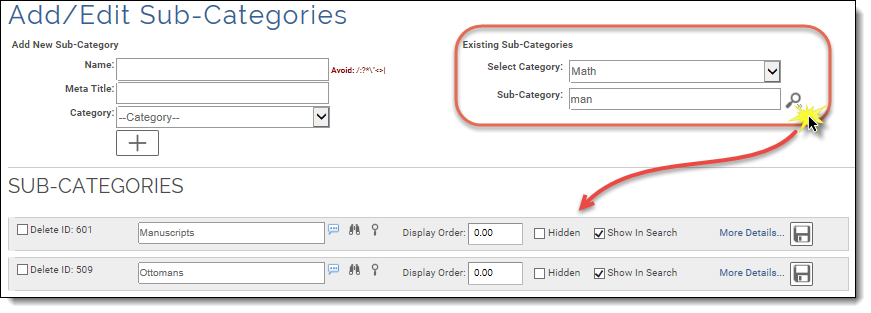 Add/Edit Sub-Categories
Add New Sub-Category
Name:
Avoid: /:?*\"<>|
Meta Title:
Category: --Category--
Existing Sub-Categories
Select Category: Math
Sub-Category: man
SUB-CATEGORIES
Delete ID: 601 Manuscripts Display Order: 0.00 Hidden Show In Search More Details...
Delete ID: 509 Ottomans Display Order: 0.00 Hidden Show In Search More Details...